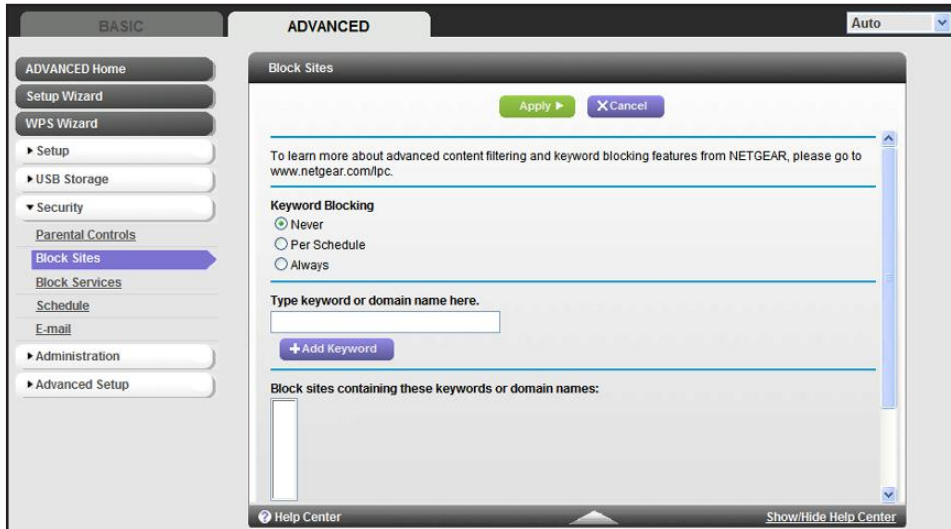 BASIC
ADVANCED
Auto
ADVANCED Home
Setup Wizard
WPS Wizard
Setup
USB Storage
Security
Parental Controls
Block Sites
Block Services
Schedule
E-mail
Administration
Advanced Setup
Block Sites
Apply
Cancel
To learn more about advanced content filtering and keyword blocking features from NETGEAR, please go to
www.netgear.com/lpc.
Keyword Blocking
Never
Per Schedule
Always
Type keyword or domain name here.
+Add Keyword
Block sites containing these keywords or domain names:
Help Center
Show/Hide Help Center